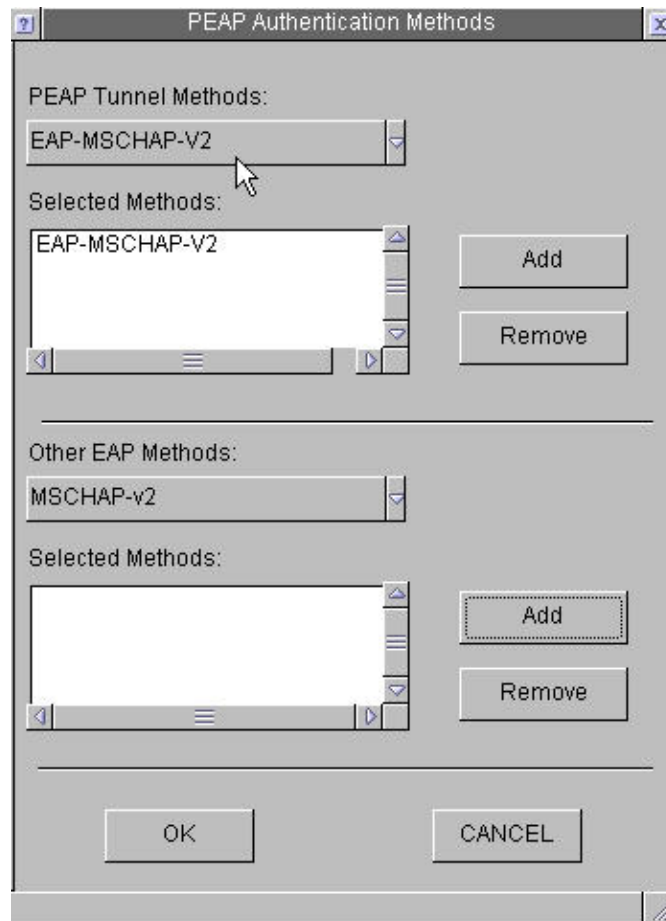 PEAP Authentication Methods
PEAP Tunnel Methods:
EAP-MSCHAP-V2
Selected Methods:
EAP-MSCHAP-V2
Add
Remove
Other EAP Methods:
MSCHAP-v2
Selected Methods:
Add
Remove
OK
CANCEL